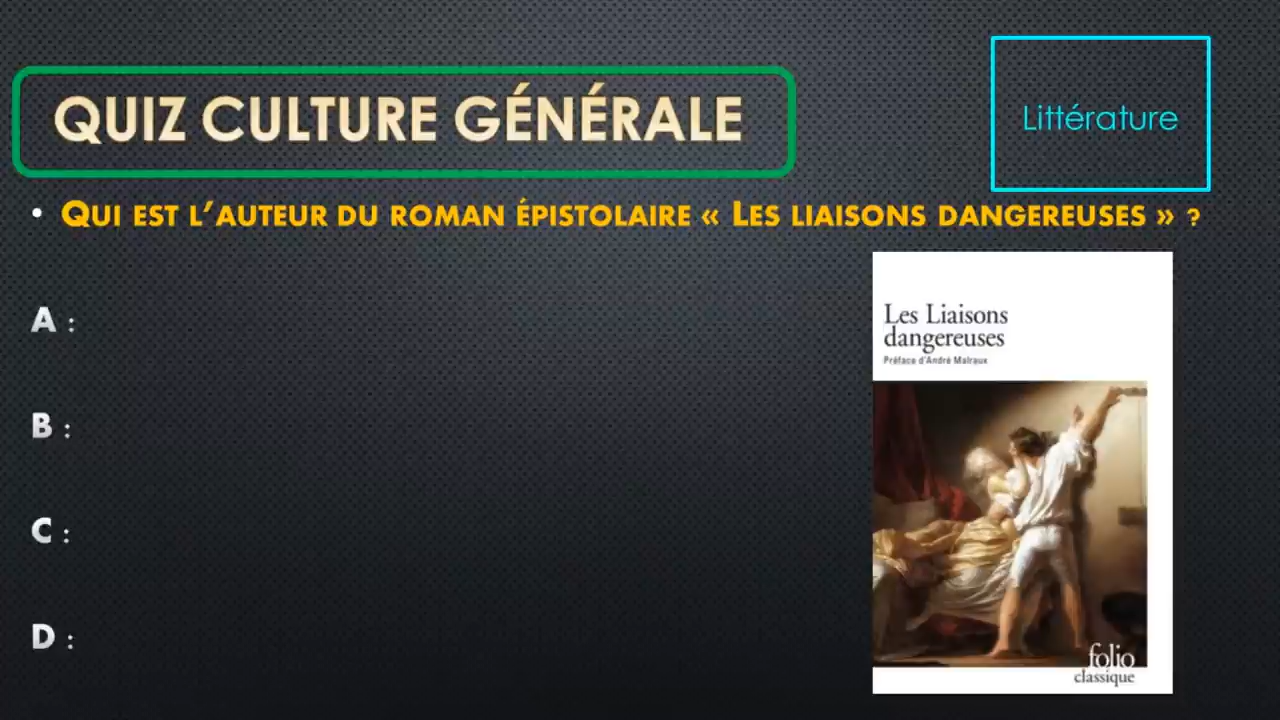 QUIZ CULTURE GÉNÉRALE
Littérature
• QUI EST L’AUTEUR DU ROMAN ÉPISTOLAIRE « LES LIAISONS DANGEREUSES » ?
A :
B :
C :
D :
Les Liaisons
dangereuses
Préface d'André Malraux
folio
classique